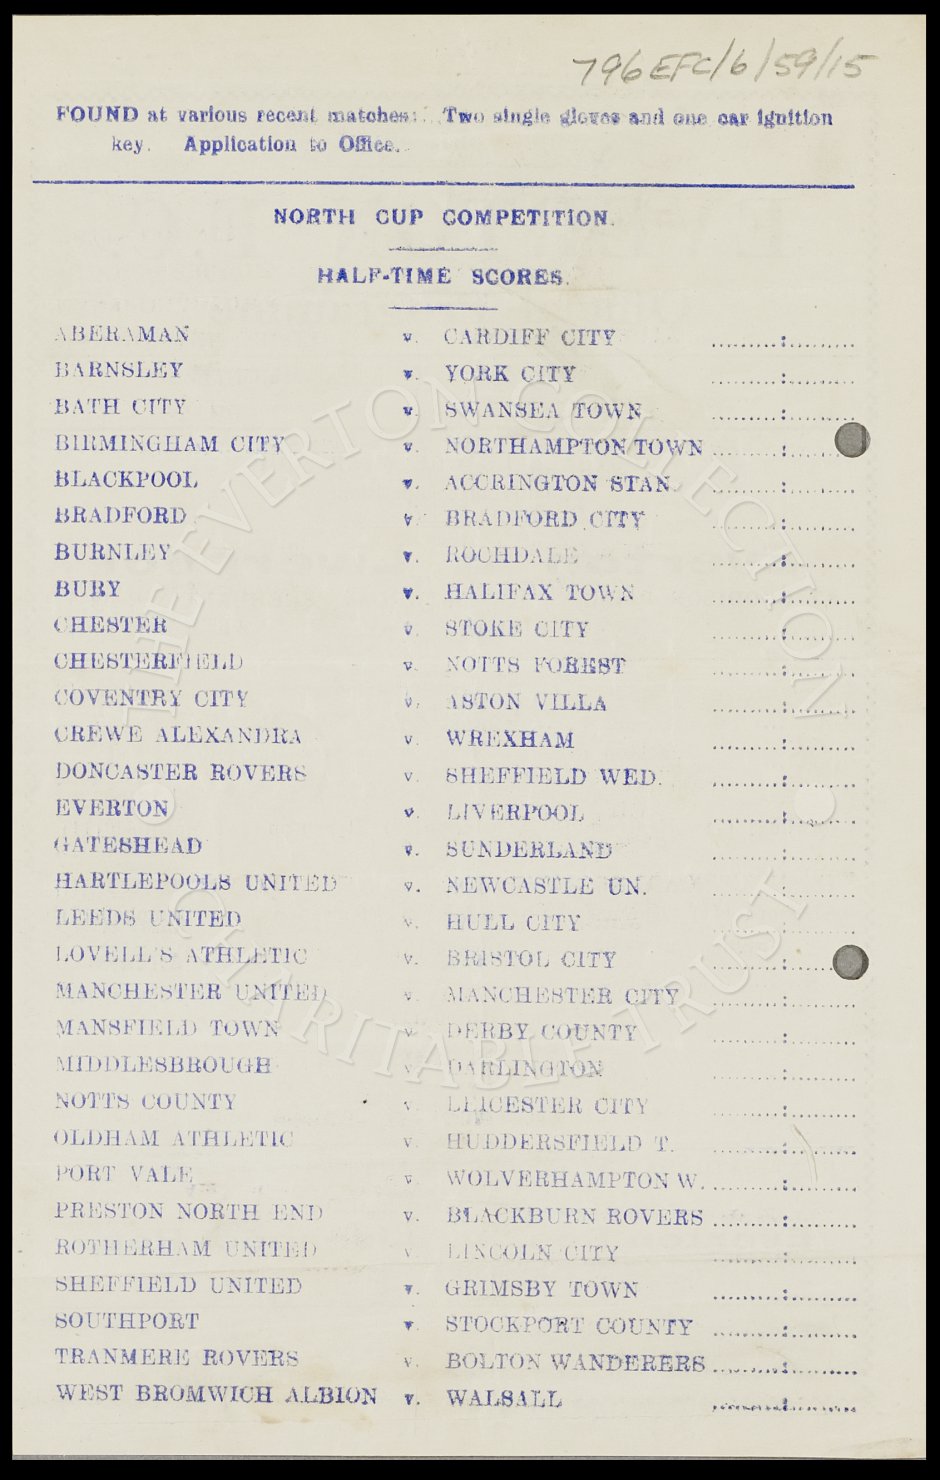 796 EFC/6/59/15
FOUND at various recent matches: Two single gloves and one car ignition
key. Application to Office.
NORTH CUP COMPETITION.
HALF-TIME SCORES.
ABERAMAN v. CARDIFF CITY .........:.........
BARNSLEY v. YORK CITY .........:.........
BATH CITY v. SWANSEA TOWN .........:.........
BIRMINGHAM CITY v. NORTHAMPTON TOWN .........:.........
BLACKPOOL v. ACCRINGTON STAN. .........:.........
BRADFORD v. BRADFORD CITY .........:.........
BURNLEY v. ROCHDALE .........:.........
BURY v. HALIFAX TOWN .........:.........
CHESTER v. STOKE CITY .........:.........
CHESTERFIELD v. NOTTS FOREST .........:.........
COVENTRY CITY v. ASTON VILLA .........:.........
CREWE ALEXANDRA v. WREXHAM .........:.........
DONCASTER ROVERS v. SHEFFIELD WED. .........:.........
EVERTON v. LIVERPOOL .........:.........
GATESHEAD v. SUNDERLAND .........:.........
HARTLEPOOLS UNITED v. NEWCASTLE UN. .........:.........
LEEDS UNITED v. HULL CITY .........:.........
LOVELL'S ATHLETIC v. BRISTOL CITY .........:.........
MANCHESTER UNITED v. MANCHESTER CITY .........:.........
MANSFIELD TOWN v. DERBY COUNTY .........:.........
MIDDLESBROUGH v. DARLINGTON .........:.........
NOTTS COUNTY v. LEICESTER CITY .........:.........
OLDHAM ATHLETIC v. HUDDERSFIELD T. .........:.........
PORT VALE v. WOLVERHAMPTON W. .........:.........
PRESTON NORTH END v. BLACKBURN ROVERS .........:.........
ROTHERHAM UNITED v. LINCOLN CITY .........:.........
SHEFFIELD UNITED v. GRIMSBY TOWN .........:.........
SOUTHPORT v. STOCKPORT COUNTY .........:.........
TRANMERE ROVERS v. BOLTON WANDERERS .........:.........
WEST BROMWICH ALBION v. WALSALL .........:.........
© THE EVERTON COLLECTION
CHARITABLE TRUST